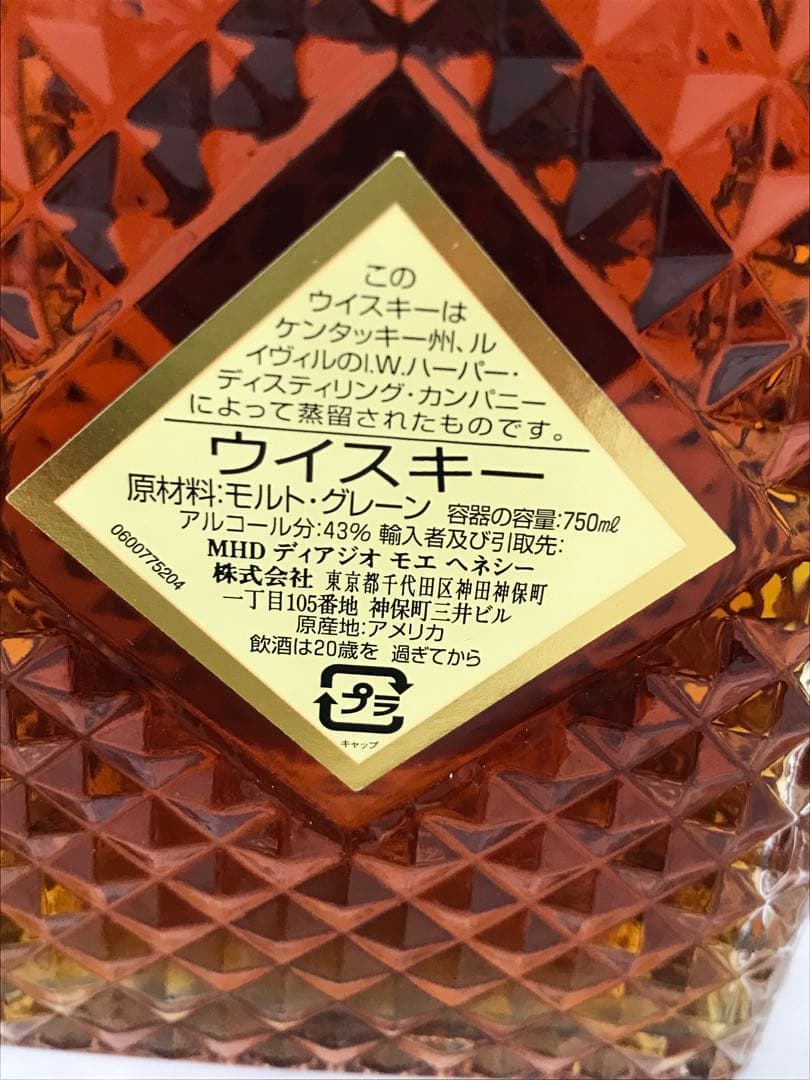 この
ウイスキーは
ケンタッキー州、ル
イヴィルのI.W.ハーパー・
ディスティリング・カンパニー
によって蒸留されたものです。
ウイスキー
原材料:モルト・グレーン 容器の容量:750㎖
アルコール分:43% 輸入者及び引取先:
MHD ディアジオ モエ ヘネシー
株式会社 東京都千代田区神田神保町
一丁目105番地 神保町三井ビル
原産地:アメリカ
飲酒は20歳を 過ぎてから
0600775204
プラ
キャップ